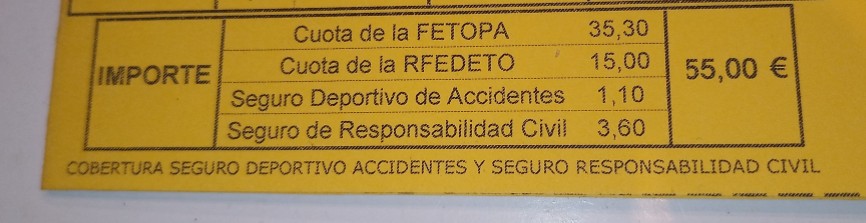 IMPORTE
Cuota de la FETOPA 35,30
Cuota de la RFEDETO 15,00
Seguro Deportivo de Accidentes 1,10
Seguro de Responsabilidad Civil 3,60
55,00 €
COBERTURA SEGURO DEPORTIVO ACCIDENTES Y SEGURO RESPONSABILIDAD CIVIL